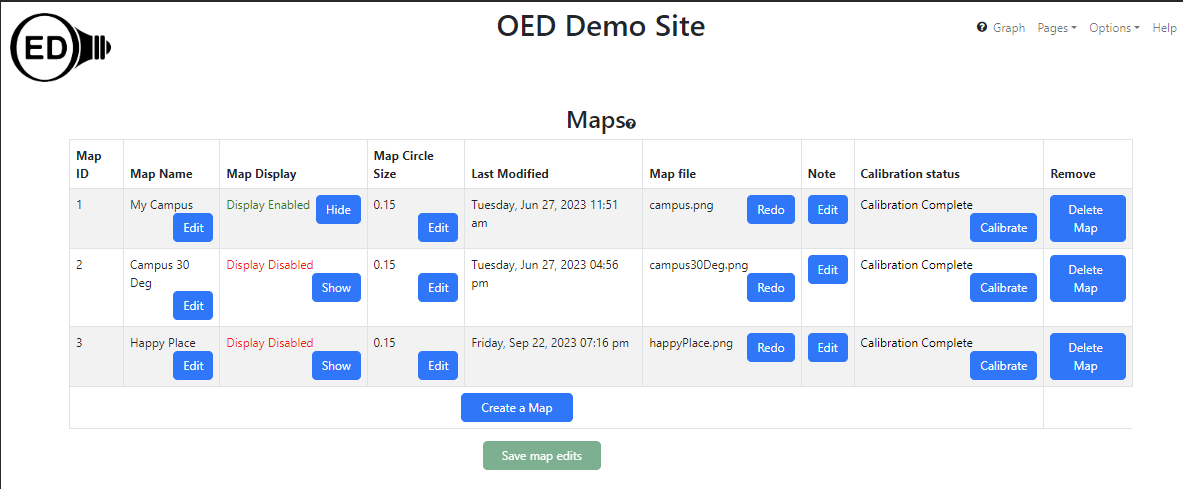 ED
OED Demo Site
Graph Pages Options Help
Maps
Map ID Map Name Map Display Map Circle Size Last Modified Map file Note Calibration status Remove
1 My Campus Edit Display Enabled Hide 0.15 Edit Tuesday, Jun 27, 2023 11:51 am campus.png Redo Edit Calibration Complete Calibrate Delete Map
2 Campus 30 Deg Edit Display Disabled Show 0.15 Edit Tuesday, Jun 27, 2023 04:56 pm campus30Deg.png Redo Edit Calibration Complete Calibrate Delete Map
3 Happy Place Edit Display Disabled Show 0.15 Edit Friday, Sep 22, 2023 07:16 pm happyPlace.png Redo Edit Calibration Complete Calibrate Delete Map
Create a Map
Save map edits